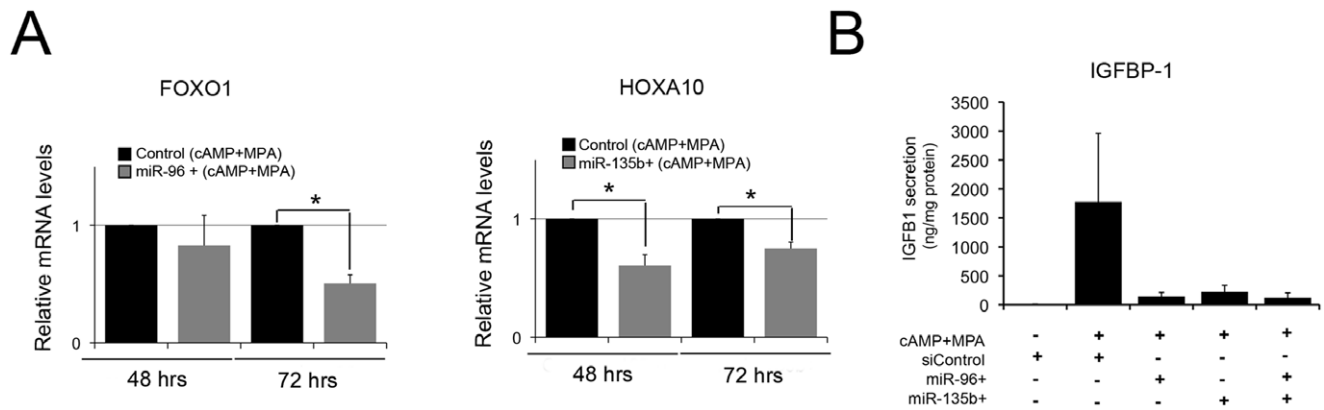 A
FOXO1
Control (cAMP+MPA)
miR-96 + (cAMP+MPA)
Relative mRNA levels
1
0
*
48 hrs
72 hrs
HOXA10
Control (cAMP+MPA)
miR-135b+ (cAMP+MPA)
Relative mRNA levels
1
0
*
*
48 hrs
72 hrs
B
IGFBP-1
IGFB1 secretion
(ng/mg protein)
3500
3000
2500
2000
1500
1000
500
0
cAMP+MPA - + + + +
siControl + + - - -
miR-96+ - - + - +
miR-135b+ - - - + +